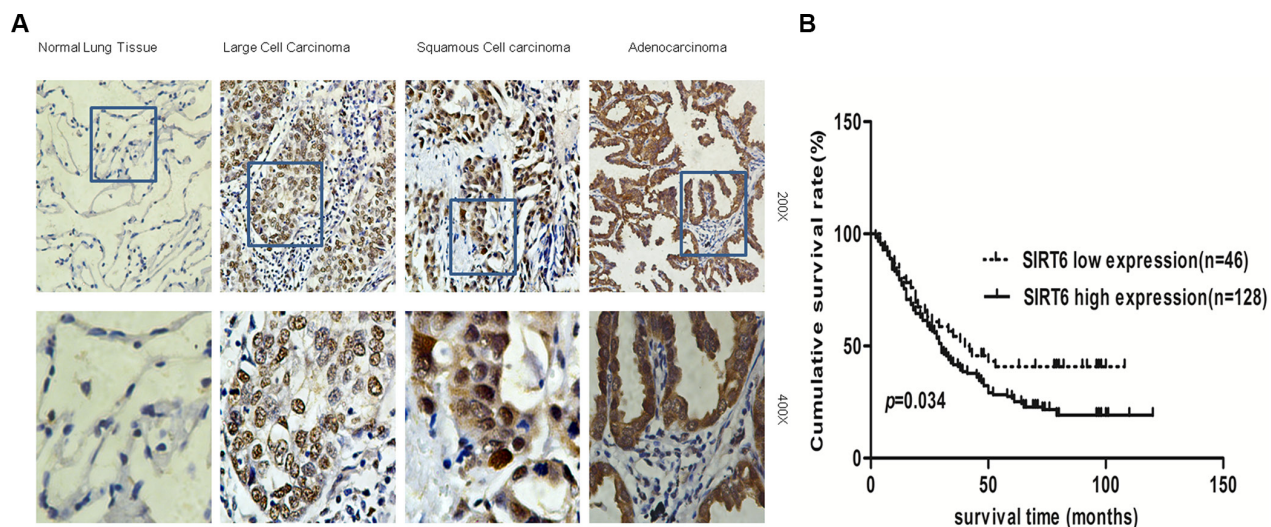 A
Normal Lung Tissue
Large Cell Carcinoma
Squamous Cell carcinoma
Adenocarcinoma
200X
400X
B
Cumulative survival rate(%)
150
100
50
0
SIRT6 low expression(n=46)
SIRT6 high expression(n=128)
p=0.034
0
50
100
150
survival time (months)